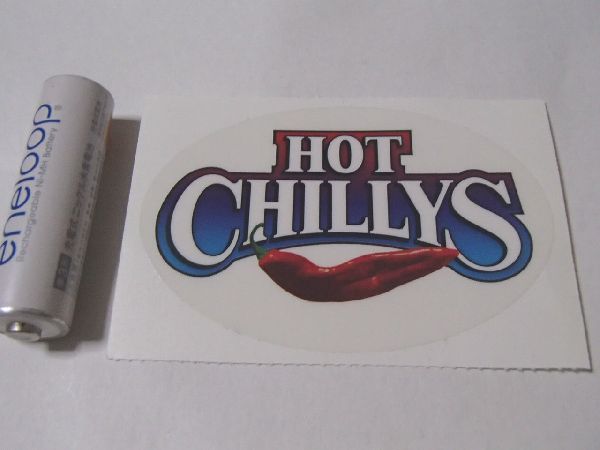 eneloop
Rechargeable Ni-MH Battery
HOT
CHILLYS